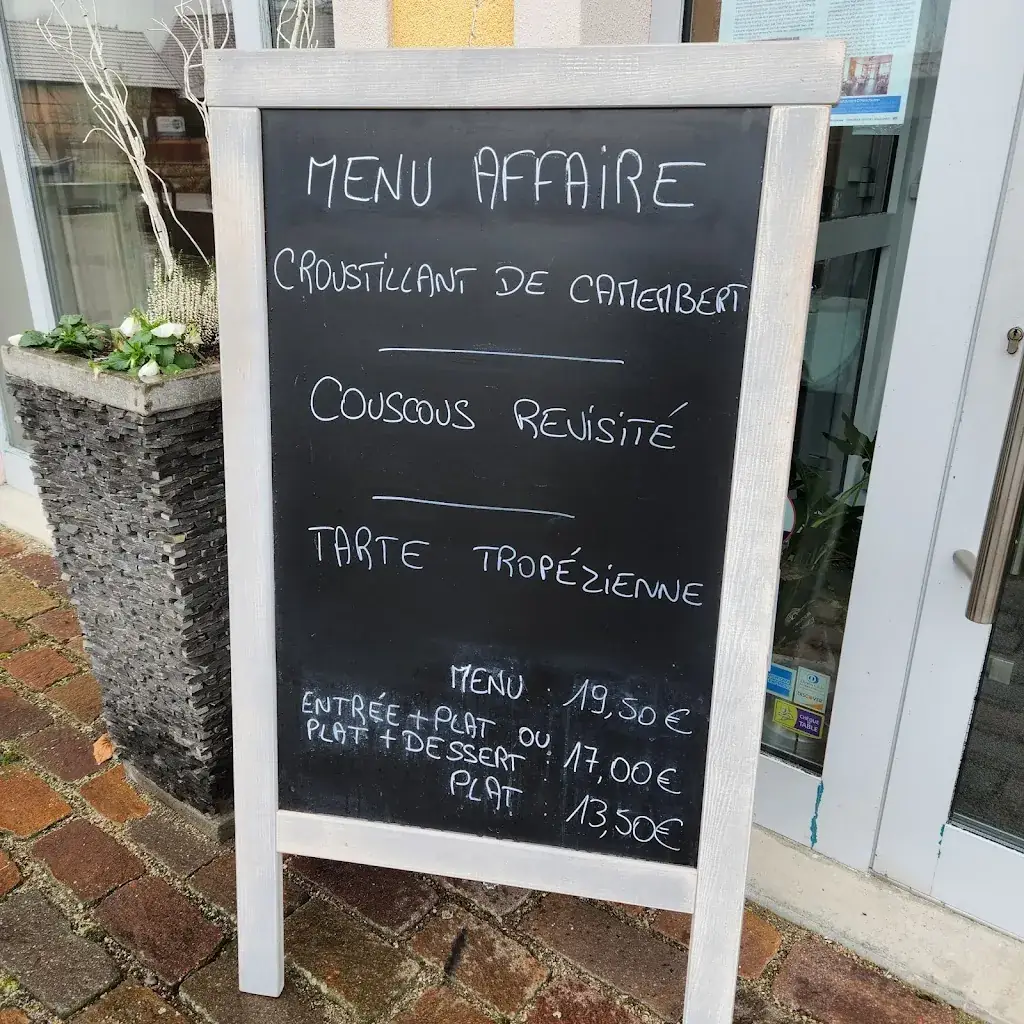 MENU AFFAIRE
CROUSTILLANT DE CAMEMBERT
COUSCOUS REVISITÉ
TARTE TROPÉZIENNE
MENU : 19,50 €
ENTRÉE + PLAT OU
PLAT + DESSERT : 17,00 €
PLAT : 13,50€